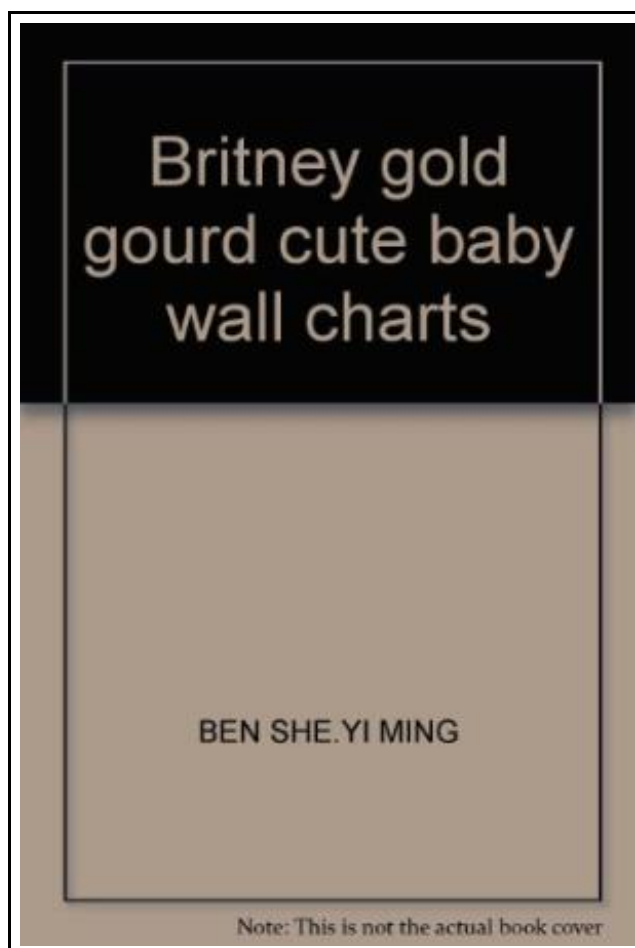 Britney gold
gourd cute baby
wall charts
BEN SHE.YI MING
Note: This is not the actual book cover